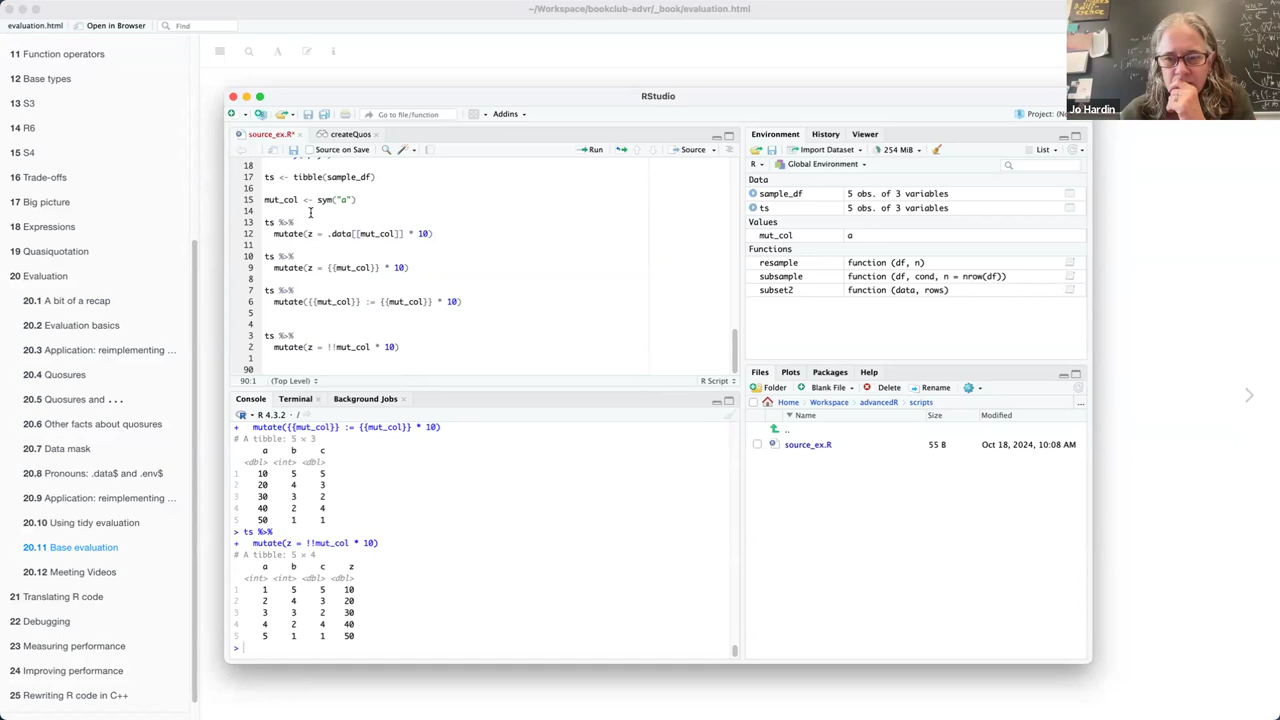 ~/Workspace/bookclub-advr/_book/evaluation.html
evaluation.html
Open in Browser
Find
11 Function operators
12 Base types
13 S3
14 R6
15 S4
16 Trade-offs
17 Big picture
18 Expressions
19 Quasiquotation
20 Evaluation
20.1 A bit of a recap
20.2 Evaluation basics
20.3 Application: reimplementing ...
20.4 Quosures
20.5 Quosures and ...
20.6 Other facts about quosures
20.7 Data mask
20.8 Pronouns: .data$ and .env$
20.9 Application: reimplementing ...
20.10 Using tidy evaluation
20.11 Base evaluation
20.12 Meeting Videos
21 Translating R code
22 Debugging
23 Measuring performance
24 Improving performance
25 Rewriting R code in C++
RStudio
Go to file/function
Addins
source_ex.R*
createQuos
Source on Save
Run
Source
18
17 ts <- tibble(sample_df)
16
15 mut_col <- sym("a")
14
13 ts %>%
12 mutate(z = .data[[mut_col]] * 10)
11
10 ts %>%
9 mutate(z = {{mut_col}} * 10)
8
7 ts %>%
6 mutate({{mut_col}} := {{mut_col}} * 10)
5
4
3 ts %>%
2 mutate(z = !!mut_col * 10)
1
90
90:1 (Top Level)
R Script
Console Terminal Background Jobs
R 4.3.2 · /
+ mutate({{mut_col}} := {{mut_col}} * 10)
# A tibble: 5 × 3
a b c
<dbl> <int> <dbl>
1 10 5 5
2 20 4 3
3 30 3 2
4 40 2 4
5 50 1 1
> ts %>%
+ mutate(z = !!mut_col * 10)
# A tibble: 5 × 4
a b c z
<int> <int> <dbl> <dbl>
1 1 5 5 10
2 2 4 3 20
3 3 3 2 30
4 4 2 4 40
5 5 1 1 50
>
Environment History Viewer
Import Dataset
254 MiB
List
R
Global Environment
Data
sample_df 5 obs. of 3 variables
ts 5 obs. of 3 variables
Values
mut_col a
Functions
resample function (df, n)
subsample function (df, cond, n = nrow(df))
subset2 function (data, rows)
Files Plots Packages Help
Folder Blank File Delete Rename
Home Workspace advancedR scripts
...
Name Size Modified
..
source_ex.R 55 B Oct 18, 2024, 10:08 AM
Jo Hardin